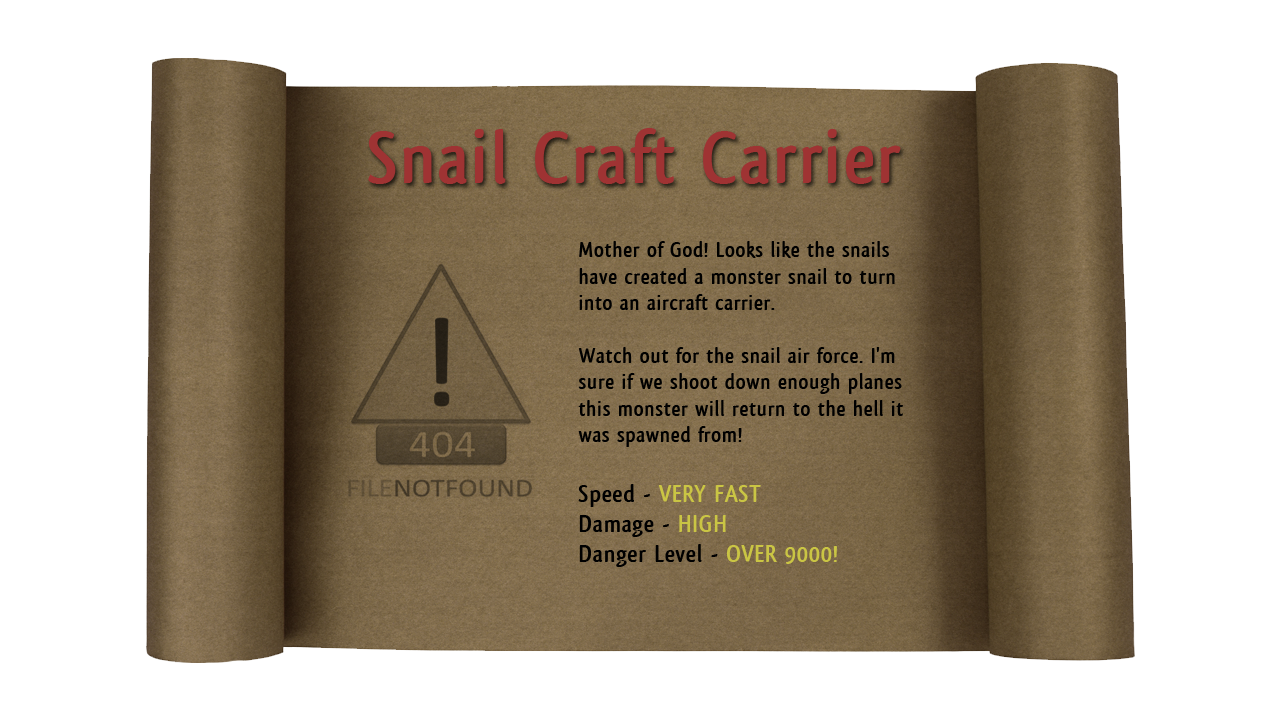 Snail Craft Carrier
Mother of God! Looks like the snails
have created a monster snail to turn
into an aircraft carrier.
Watch out for the snail air force. I'm
sure if we shoot down enough planes
this monster will return to the hell it
was spawned from!
!
404
FILENOTFOUND
Speed - VERY FAST
Damage - HIGH
Danger Level - OVER 9000!